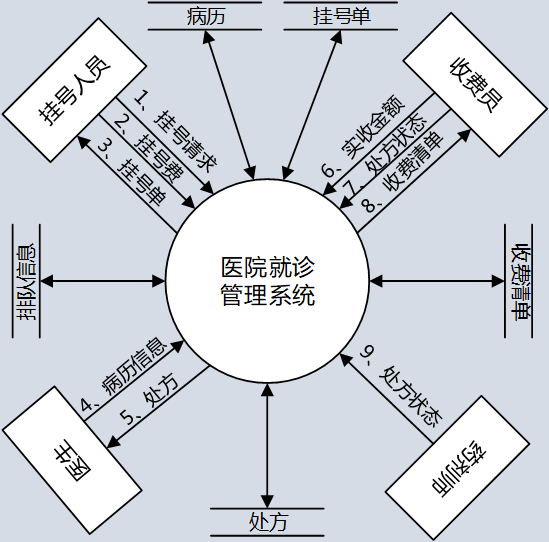 病历
挂号单
挂号人员
收费员
1、挂号请求
2、挂号费
3、挂号单
6、实收金额
7、处方状态
8、收费清单
排队信息
医院就诊
管理系统
收费清单
4、病历信息
5、处方
9、处方状态
医生
药剂师
处方